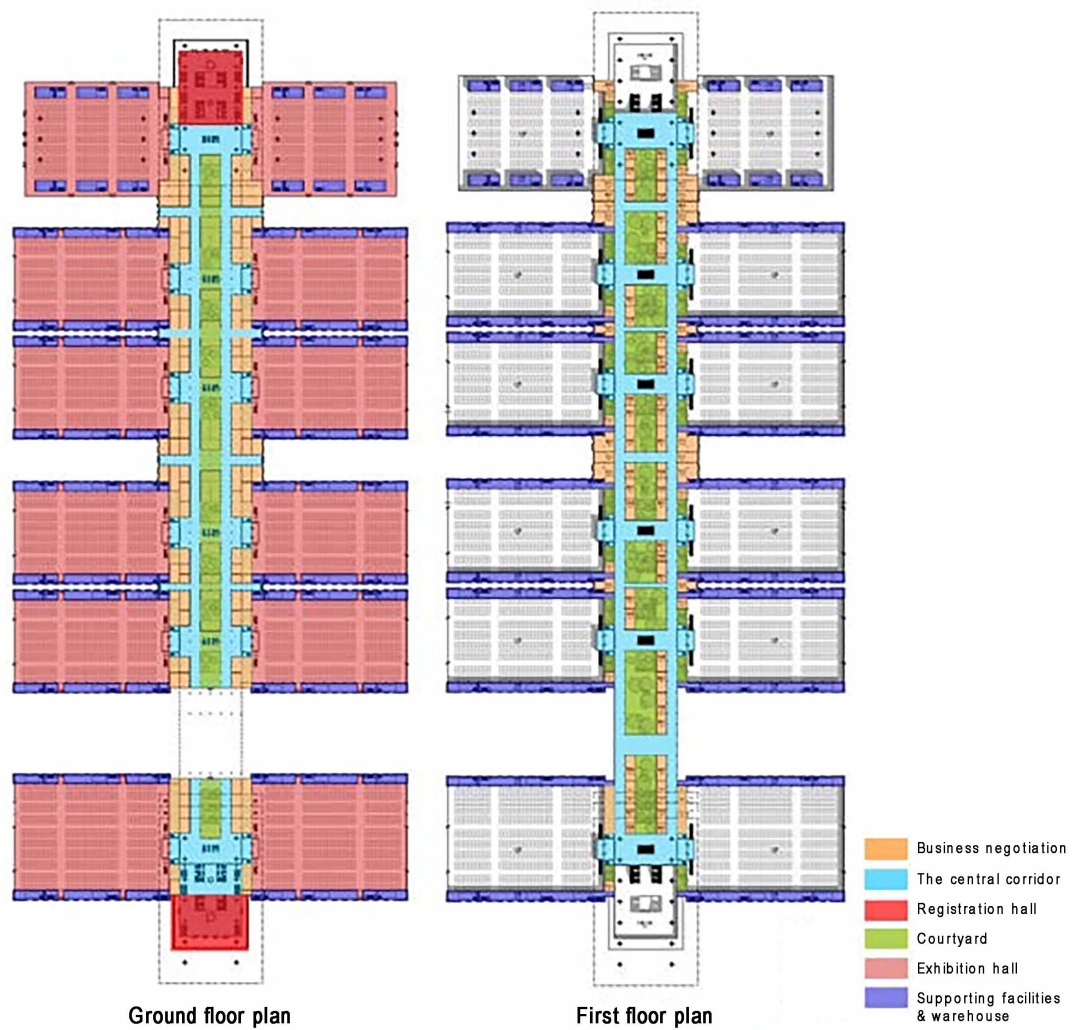 Business negotiation
The central corridor
Registration hall
Courtyard
Exhibition hall
Supporting facilities
& warehouse
Ground floor plan
First floor plan